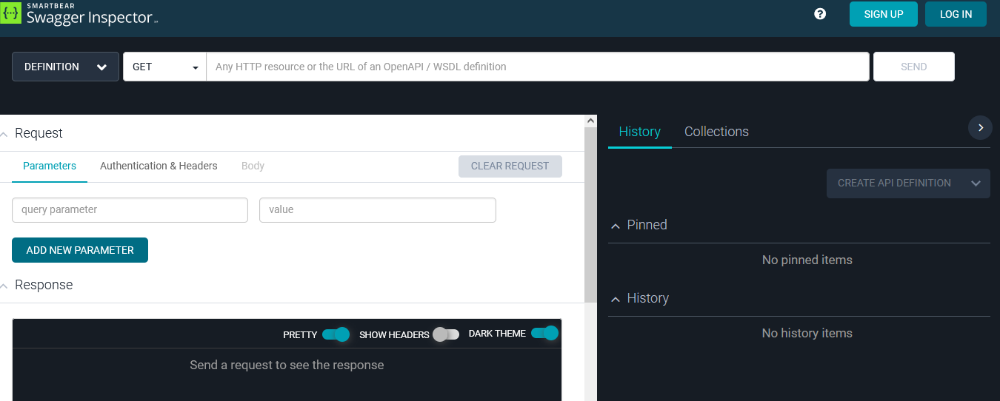 SMARTBEAR
Swagger Inspector
SIGN UP
LOG IN
DEFINITION
GET
Any HTTP resource or the URL of an OpenAPI / WSDL definition
SEND
Request
Parameters
Authentication & Headers
Body
CLEAR REQUEST
query parameter
value
ADD NEW PARAMETER
Response
PRETTY
SHOW HEADERS
DARK THEME
Send a request to see the response
History
Collections
CREATE API DEFINITION
Pinned
No pinned items
History
No history items